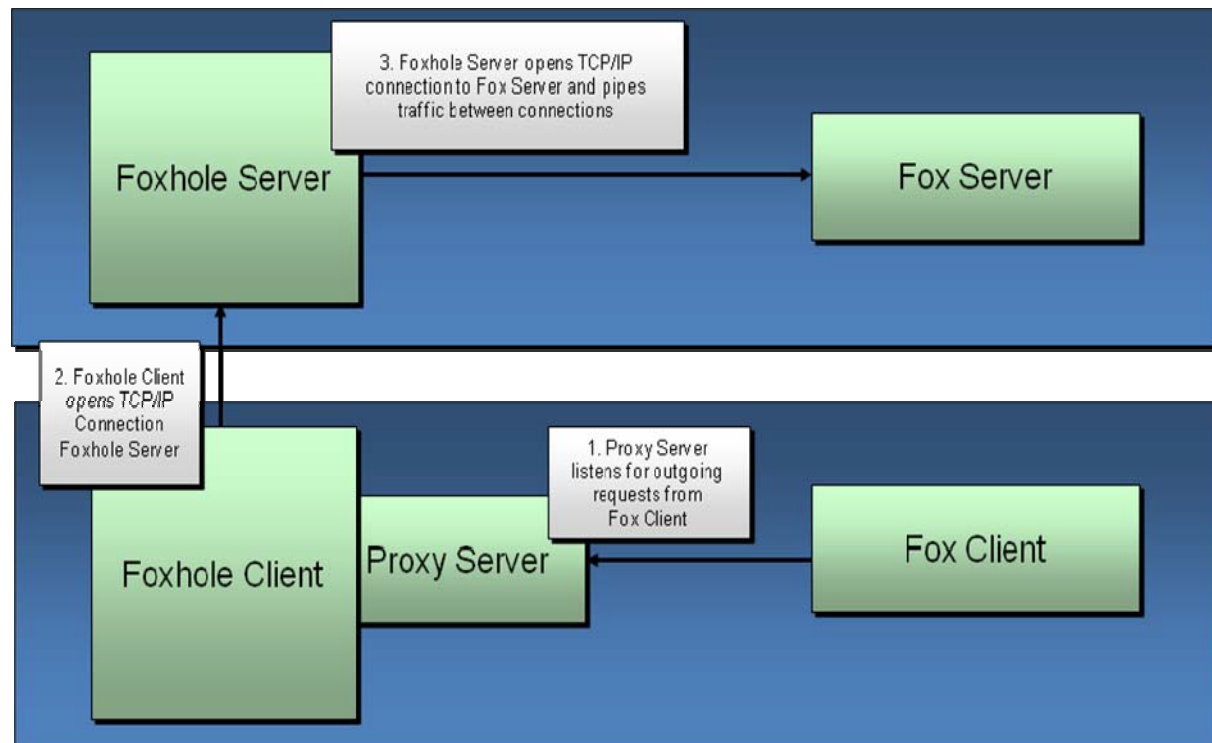 3. Foxhole Server opens TCP/IP
connection to Fox Server and pipes
traffic between connections
Foxhole Server
Fox Server
2. Foxhole Client
opens TCP/IP
Connection
Foxhole Server
1. Proxy Server
listens for outgoing
requests from
Fox Client
Foxhole Client
Proxy Server
Fox Client